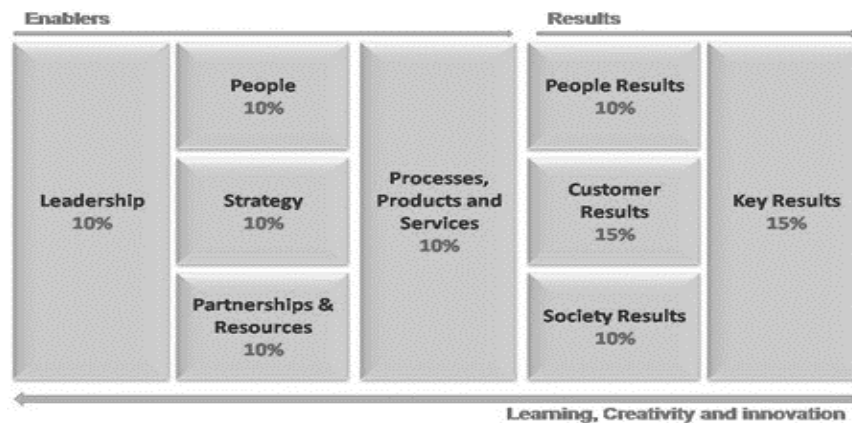 Enablers
Results
Leadership
10%
People
10%
Strategy
10%
Partnerships &
Resources
10%
Processes,
Products and
Services
10%
People Results
10%
Customer
Results
15%
Society Results
10%
Key Results
15%
Learning, Creativity and innovation